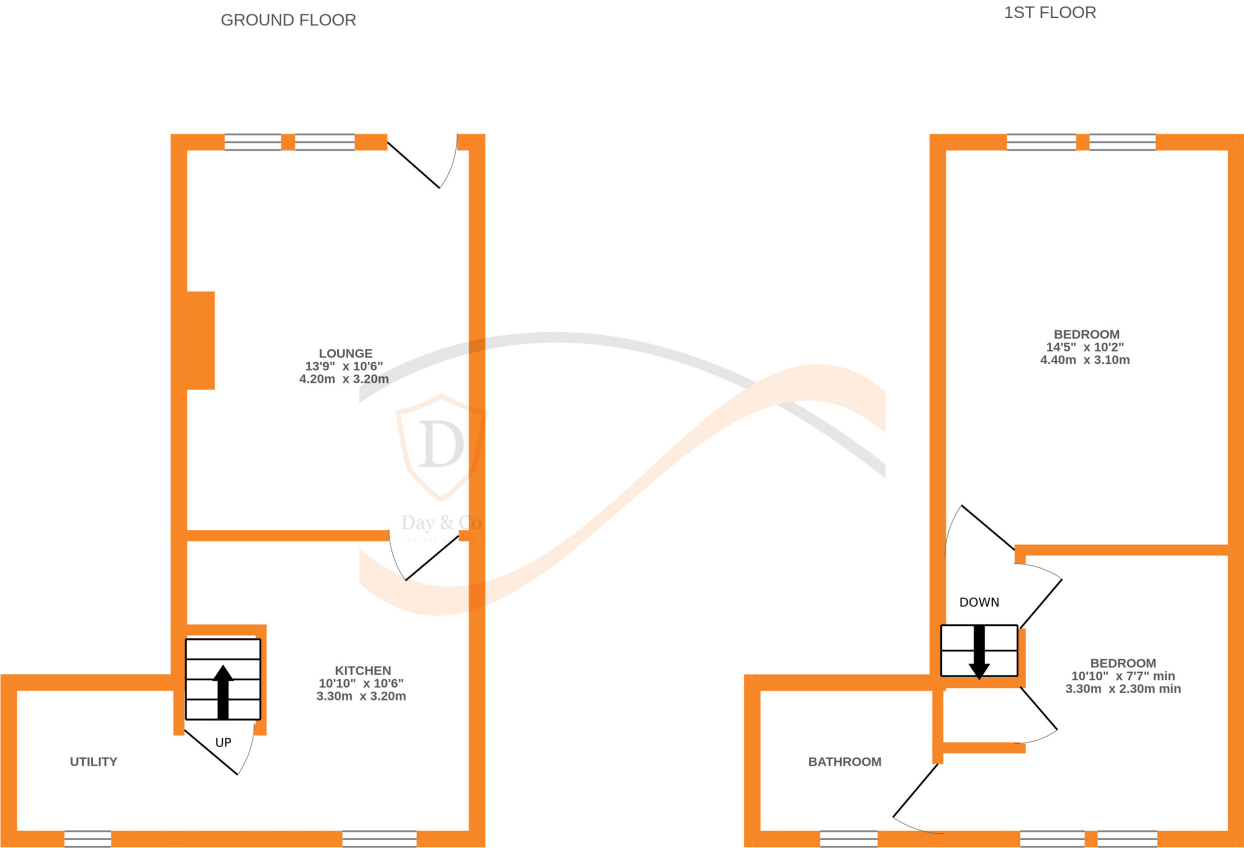 GROUND FLOOR
1ST FLOOR
LOUNGE
13'9" x 10'6"
4.20m x 3.20m
BEDROOM
14'5" x 10'2"
4.40m x 3.10m
D
Day & Co
DOWN
KITCHEN
10'10" x 10'6"
3.30m x 3.20m
BEDROOM
10'10" x 7'7" min
3.30m x 2.30m min
UP
UTILITY
BATHROOM